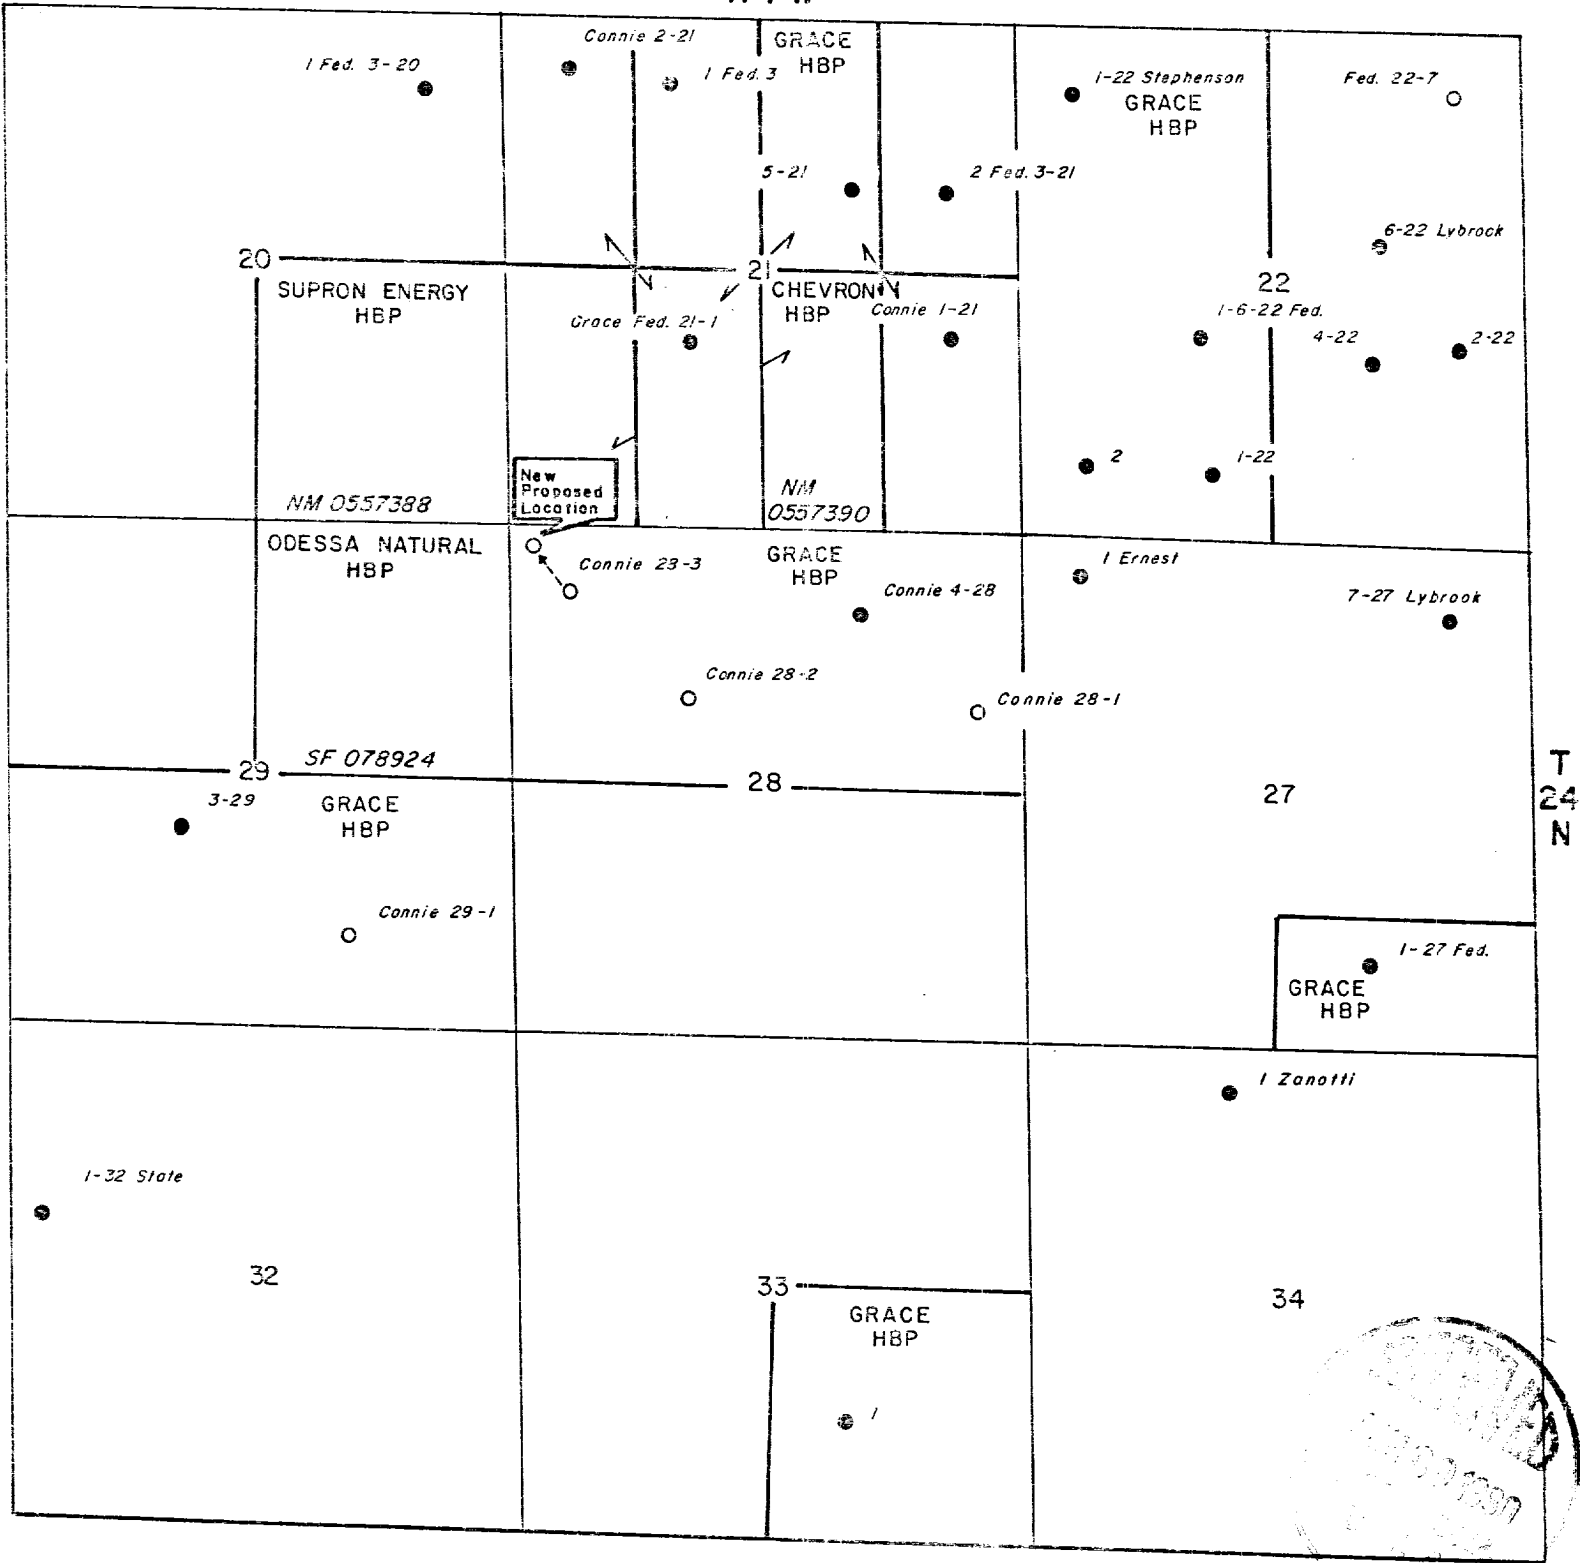 Connie 2-21
GRACE
HBP
1 Fed. 3-20
1 Fed. 3
1-22 Stephenson
GRACE
HBP
Fed. 22-7
5-21
2 Fed. 3-21
6-22 Lybrock
20
21
22
SUPRON ENERGY
HBP
CHEVRON
HBP
Grace Fed. 21-1
Connie 1-21
1-6-22 Fed.
4-22
2-22
2
1-22
New
Proposed
Location
NM 0557388
NM
0557390
ODESSA NATURAL
HBP
Connie 23-3
GRACE
HBP
1 Ernest
Connie 4-28
7-27 Lybrook
Connie 28-2
Connie 28-1
SF 078924
29
28
27
T
24
N
3-29
GRACE
HBP
Connie 29-1
1-27 Fed.
GRACE
HBP
1 Zanotti
1-32 State
32
33
34
GRACE
HBP
1